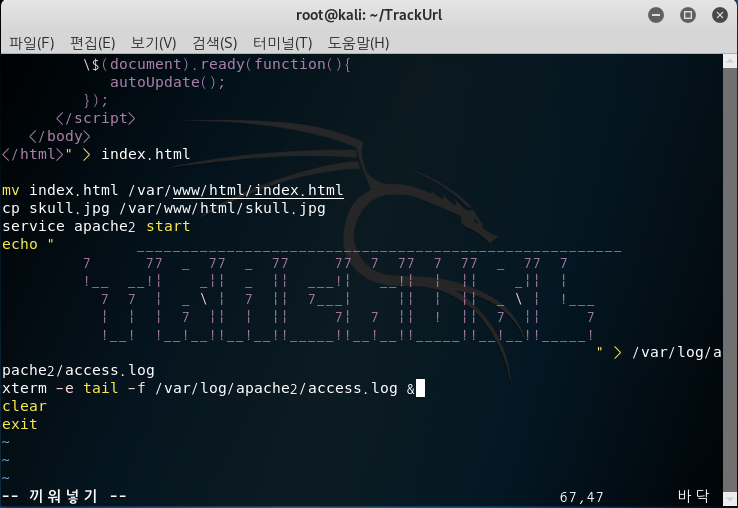 root@kali: ~/TrackUrl
파일(F) 편집(E) 보기(V) 검색(S) 터미널(T) 도움말(H)
\$(document).ready(function(){
autoUpdate();
});
</script>
</body>
</html>" > index.html
mv index.html /var/www/html/index.html
cp skull.jpg /var/www/html/skull.jpg
service apache2 start
echo "        ______________________________________________________
7      77  _  77  _  77     77  7  77  7  77  _  77  7
!__  __!|    _||  _  ||  ___!|   __!|  |  ||    _||  |
7  7  |  _ \ |  7  ||  7___|     ||  |  ||  _ \ |  !___
|  |  |  7  ||  |  ||     7|  7  ||  !  ||  7  ||     7
!__!  !__!__!!__!__!!_____!!__!__!!_____!!__!__!!_____!
" > /var/log/a
pache2/access.log
xterm -e tail -f /var/log/apache2/access.log &
clear
exit
~
~
~
-- 끼워넣기 -- 67,47 바닥